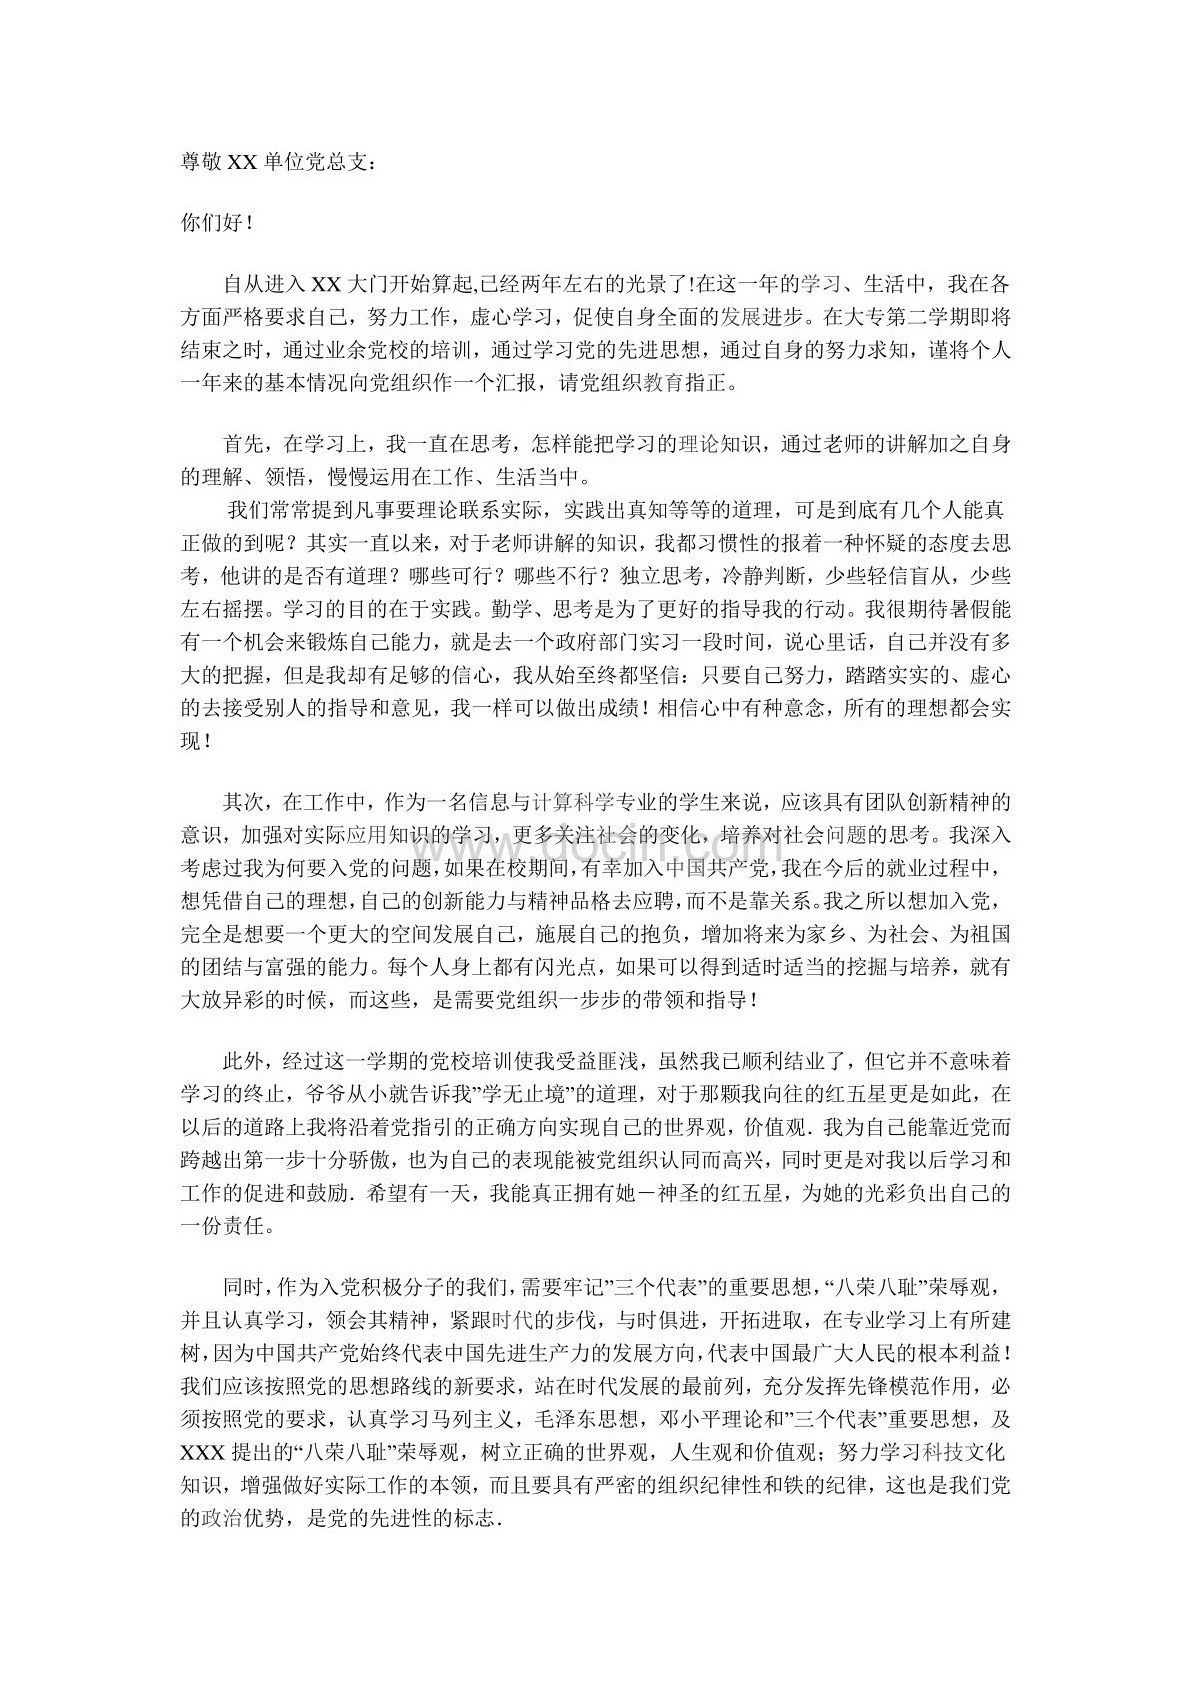 尊敬 XX 单位党总支：
你们好！
自从进入 XX 大门开始算起,已经两年左右的光景了!在这一年的学习、生活中，我在各
方面严格要求自己，努力工作，虚心学习，促使自身全面的发展进步。在大专第二学期即将
结束之时，通过业余党校的培训，通过学习党的先进思想，通过自身的努力求知，谨将个人
一年来的基本情况向党组织作一个汇报，请党组织教育指正。
首先，在学习上，我一直在思考，怎样能把学习的理论知识，通过老师的讲解加之自身
的理解、领悟，慢慢运用在工作、生活当中。
我们常常提到凡事要理论联系实际，实践出真知等等的道理，可是到底有几个人能真
正做的到呢？其实一直以来，对于老师讲解的知识，我都习惯性的报着一种怀疑的态度去思
考，他讲的是否有道理？哪些可行？哪些不行？独立思考，冷静判断，少些轻信盲从，少些
左右摇摆。学习的目的在于实践。勤学、思考是为了更好的指导我的行动。我很期待暑假能
有一个机会来锻炼自己能力，就是去一个政府部门实习一段时间，说心里话，自己并没有多
大的把握，但是我却有足够的信心，我从始至终都坚信：只要自己努力，踏踏实实的、虚心
的去接受别人的指导和意见，我一样可以做出成绩！相信心中有种意念，所有的理想都会实
现！
其次，在工作中，作为一名信息与计算科学专业的学生来说，应该具有团队创新精神的
意识，加强对实际应用知识的学习，更多关注社会的变化，培养对社会问题的思考。我深入
考虑过我为何要入党的问题，如果在校期间，有幸加入中国共产党，我在今后的就业过程中，
想凭借自己的理想，自己的创新能力与精神品格去应聘，而不是靠关系。我之所以想加入党，
完全是想要一个更大的空间发展自己，施展自己的抱负，增加将来为家乡、为社会、为祖国
的团结与富强的能力。每个人身上都有闪光点，如果可以得到适时适当的挖掘与培养，就有
大放异彩的时候，而这些，是需要党组织一步步的带领和指导！
www.docin.com
此外，经过这一学期的党校培训使我受益匪浅，虽然我已顺利结业了，但它并不意味着
学习的终止，爷爷从小就告诉我”学无止境”的道理，对于那颗我向往的红五星更是如此，在
以后的道路上我将沿着党指引的正确方向实现自己的世界观，价值观．我为自己能靠近党而
跨越出第一步十分骄傲，也为自己的表现能被党组织认同而高兴，同时更是对我以后学习和
工作的促进和鼓励．希望有一天，我能真正拥有她－神圣的红五星，为她的光彩负出自己的
一份责任。
同时，作为入党积极分子的我们，需要牢记”三个代表”的重要思想，“八荣八耻”荣辱观，
并且认真学习，领会其精神，紧跟时代的步伐，与时俱进，开拓进取，在专业学习上有所建
树，因为中国共产党始终代表中国先进生产力的发展方向，代表中国最广大人民的根本利益！
我们应该按照党的思想路线的新要求，站在时代发展的最前列，充分发挥先锋模范作用，必
须按照党的要求，认真学习马列主义，毛泽东思想，邓小平理论和”三个代表”重要思想，及
XXX 提出的“八荣八耻”荣辱观，树立正确的世界观，人生观和价值观；努力学习科技文化
知识，增强做好实际工作的本领，而且要具有严密的组织纪律性和铁的纪律，这也是我们党
的政治优势，是党的先进性的标志．